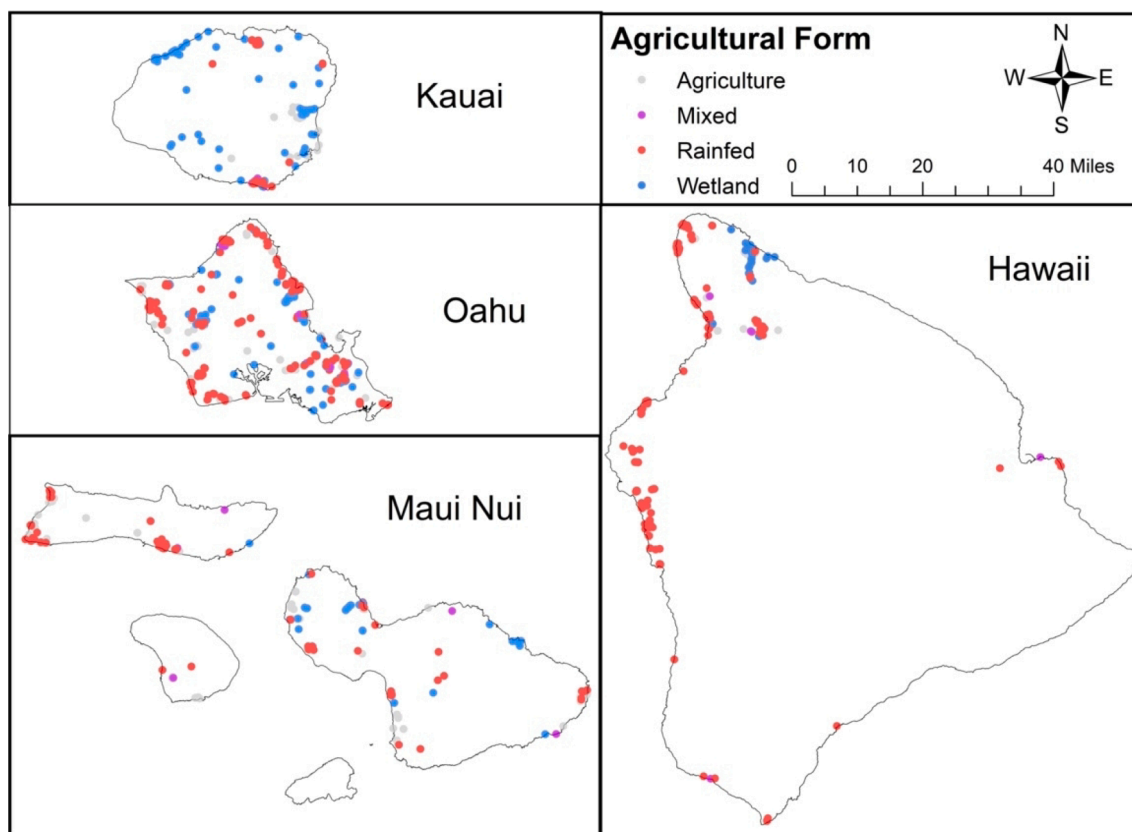 Kauai
Agricultural Form
Agriculture
Mixed
Rainfed
Wetland
N
W E
S
0 10 20 40 Miles
Oahu
Hawaii
Maui Nui